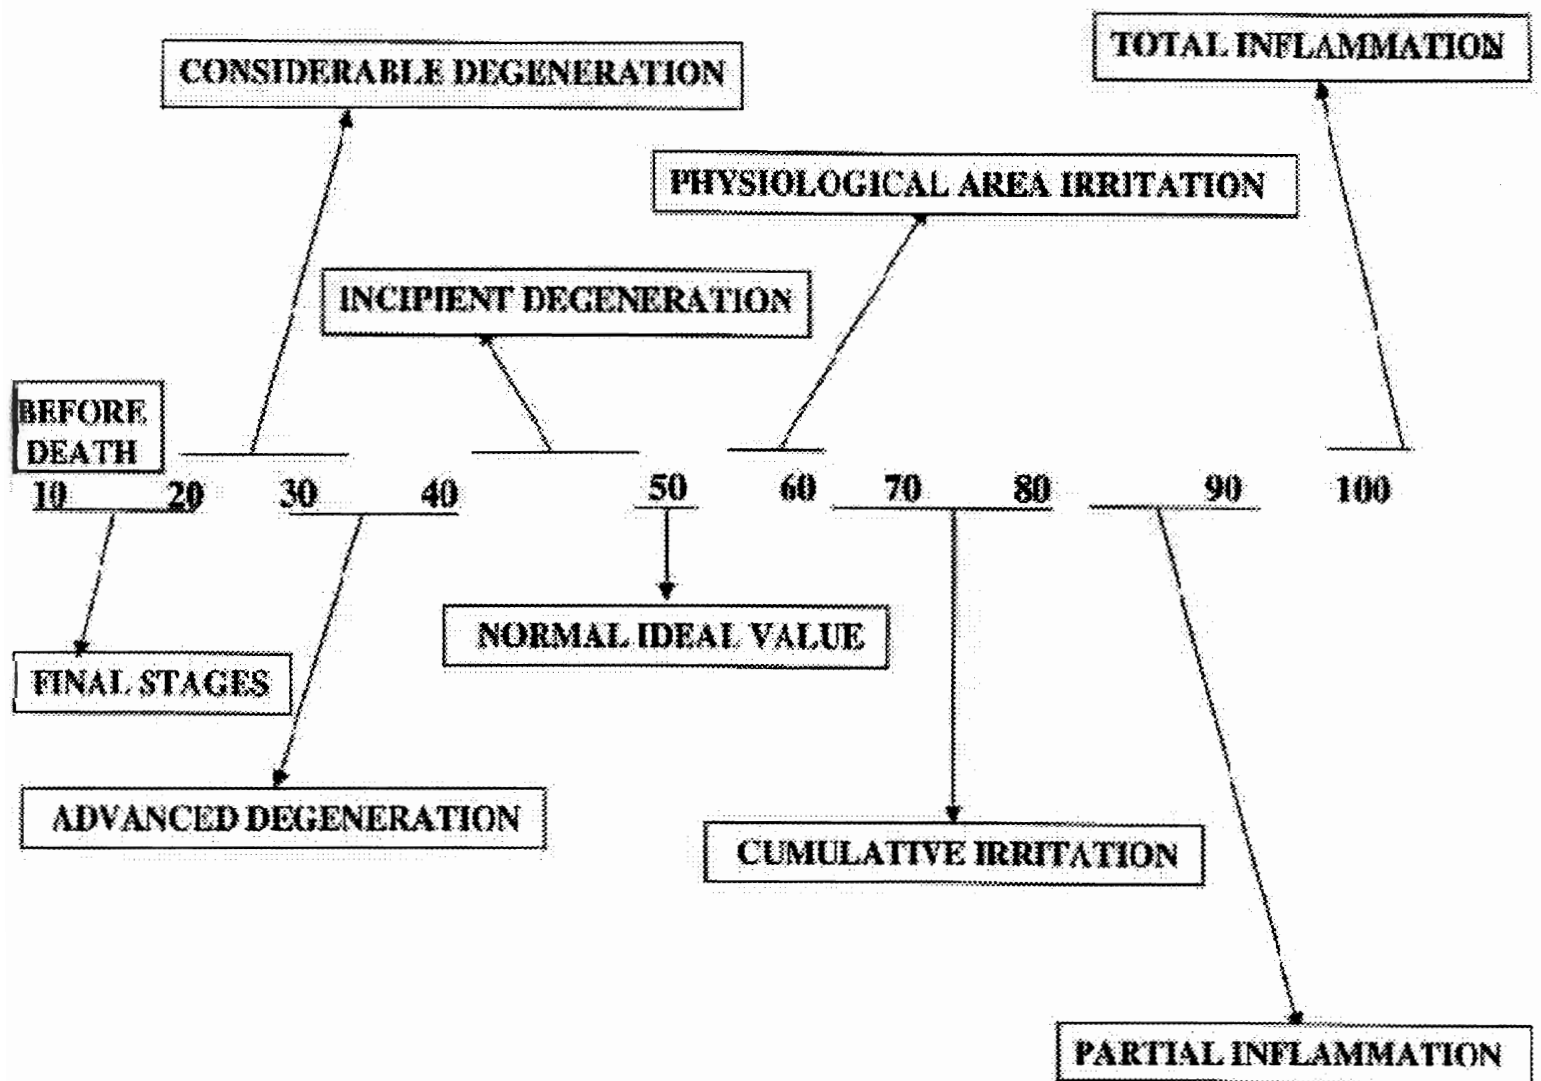 TOTAL INFLAMMATION
CONSIDERABLE DEGENERATION
PHYSIOLOGICAL AREA IRRITATION
INCIPIENT DEGENERATION
BEFORE
DEATH
10 20 30 40 50 60 70 80 90 100
NORMAL IDEAL VALUE
FINAL STAGES
ADVANCED DEGENERATION
CUMULATIVE IRRITATION
PARTIAL INFLAMMATION